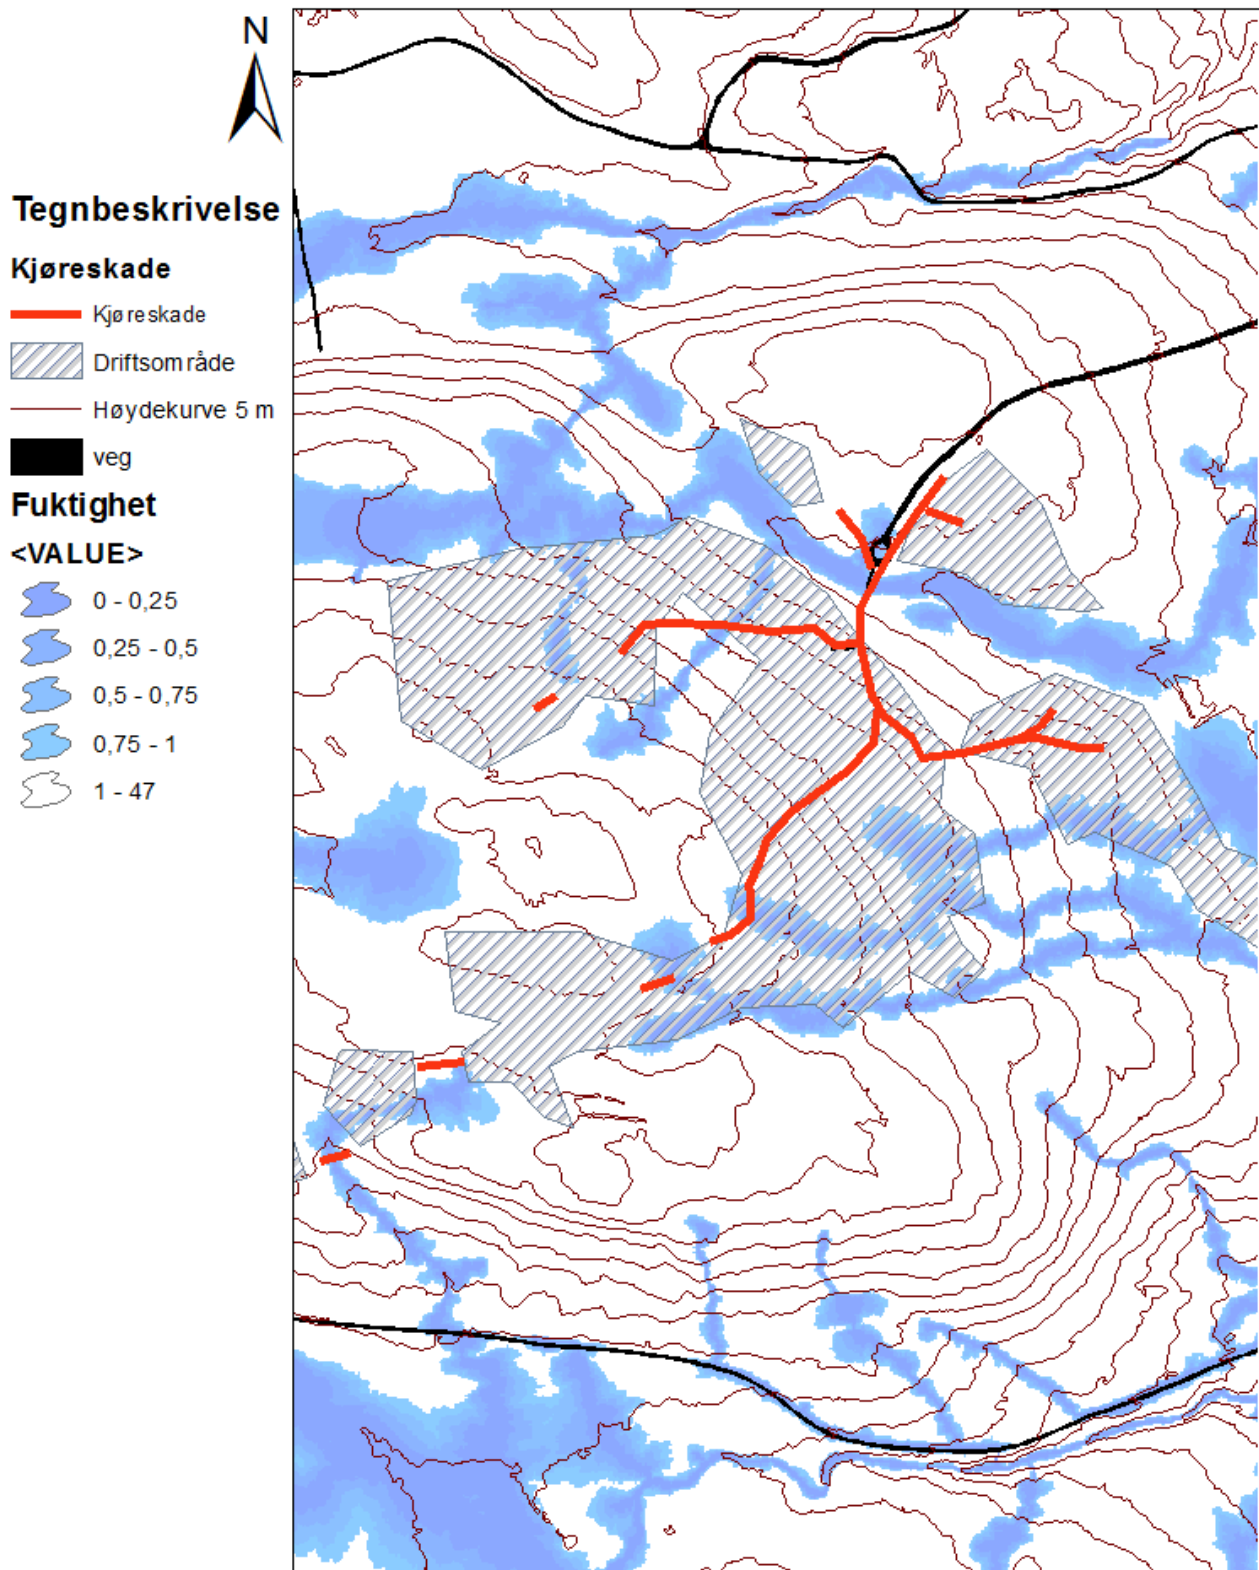 N
Tegnbeskrivelse
Kjøreskade
Kjøreskade
Driftsområde
Høydekurve 5 m
veg
Fuktighet
<VALUE>
0 - 0,25
0,25 - 0,5
0,5 - 0,75
0,75 - 1
1 - 47